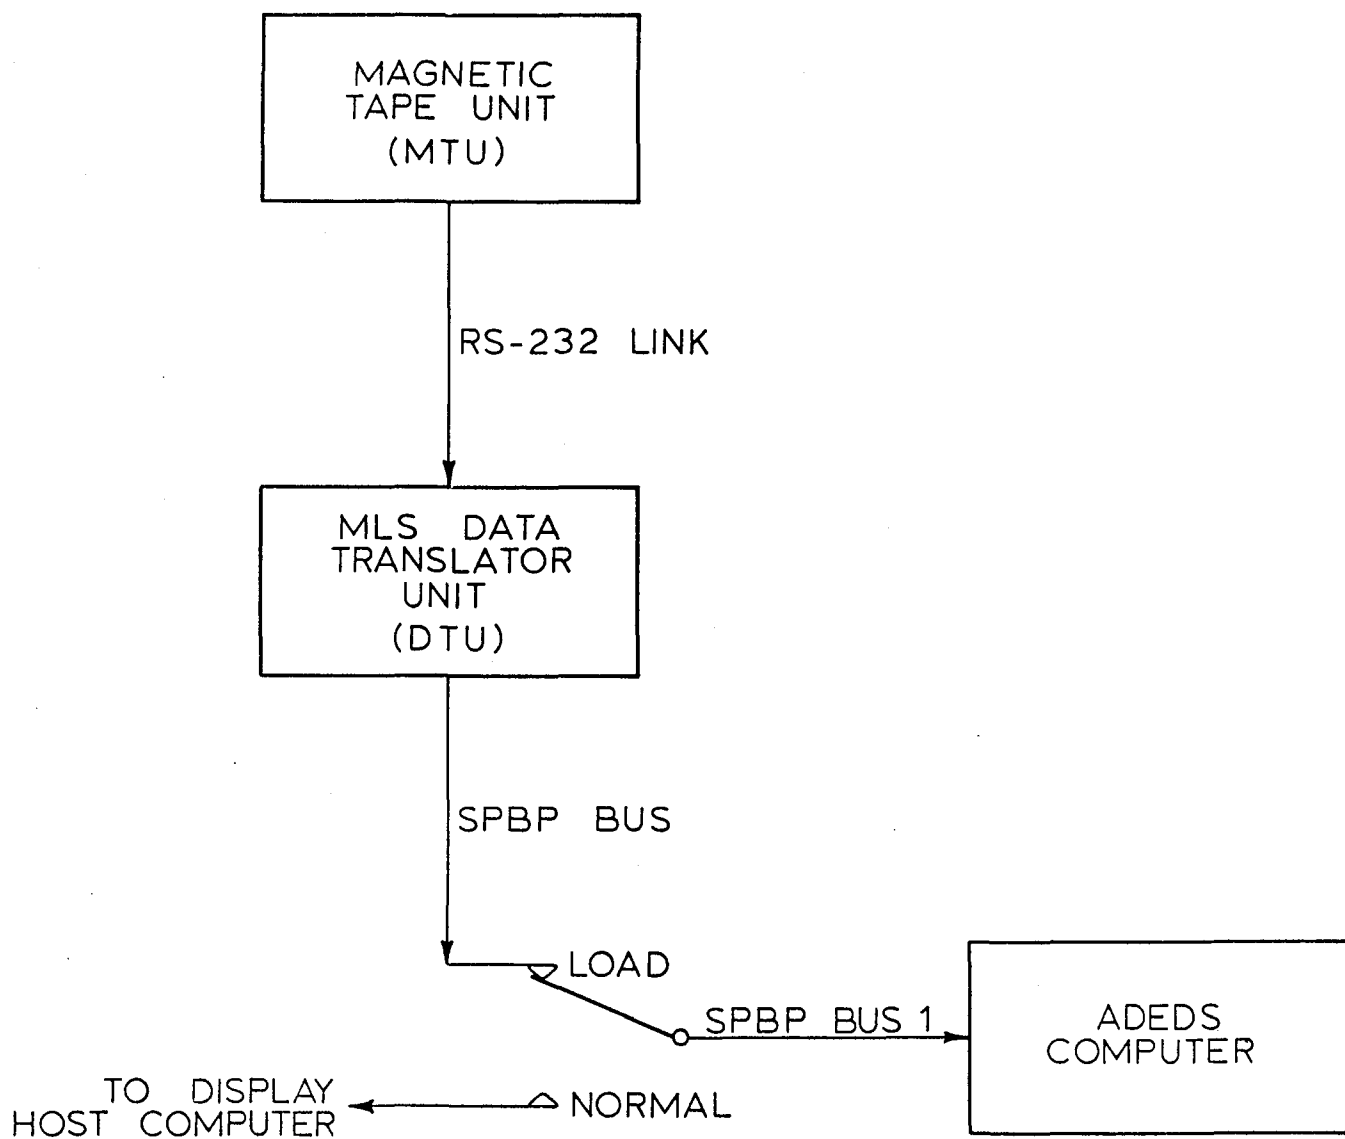 MAGNETIC
TAPE UNIT
(MTU)
RS-232 LINK
MLS DATA
TRANSLATOR
UNIT
(DTU)
SPBP BUS
LOAD
SPBP BUS 1
ADEDS
COMPUTER
TO DISPLAY
HOST COMPUTER
NORMAL